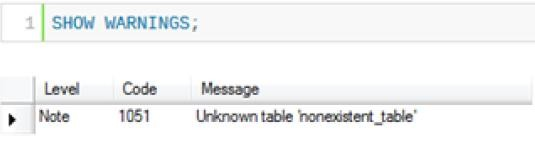 1 SHOW WARNINGS;
Level Code Message
Note 1051 Unknown table 'nonexistent_table'